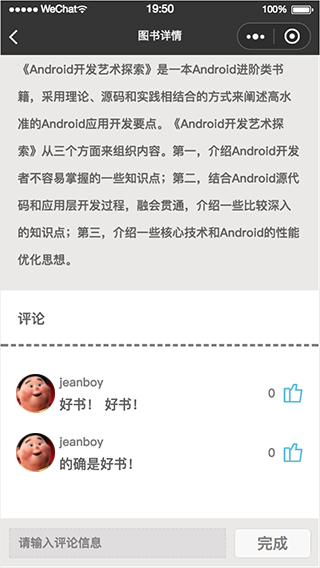 WeChat 19:50 100%
图书详情
《Android开发艺术探索》是一本Android进阶类书
籍，采用理论、源码和实践相结合的方式来阐述高水
准的Android应用开发要点。《Android开发艺术探
索》从三个方面来组织内容。第一，介绍Android开发
者不容易掌握的一些知识点；第二，结合Android源代
码和应用层开发过程，融会贯通，介绍一些比较深入
的知识点；第三，介绍一些核心技术和Android的性能
优化思想。
评论
jeanboy
好书！ 好书！ 0
jeanboy
的确是好书！ 0
请输入评论信息 完成